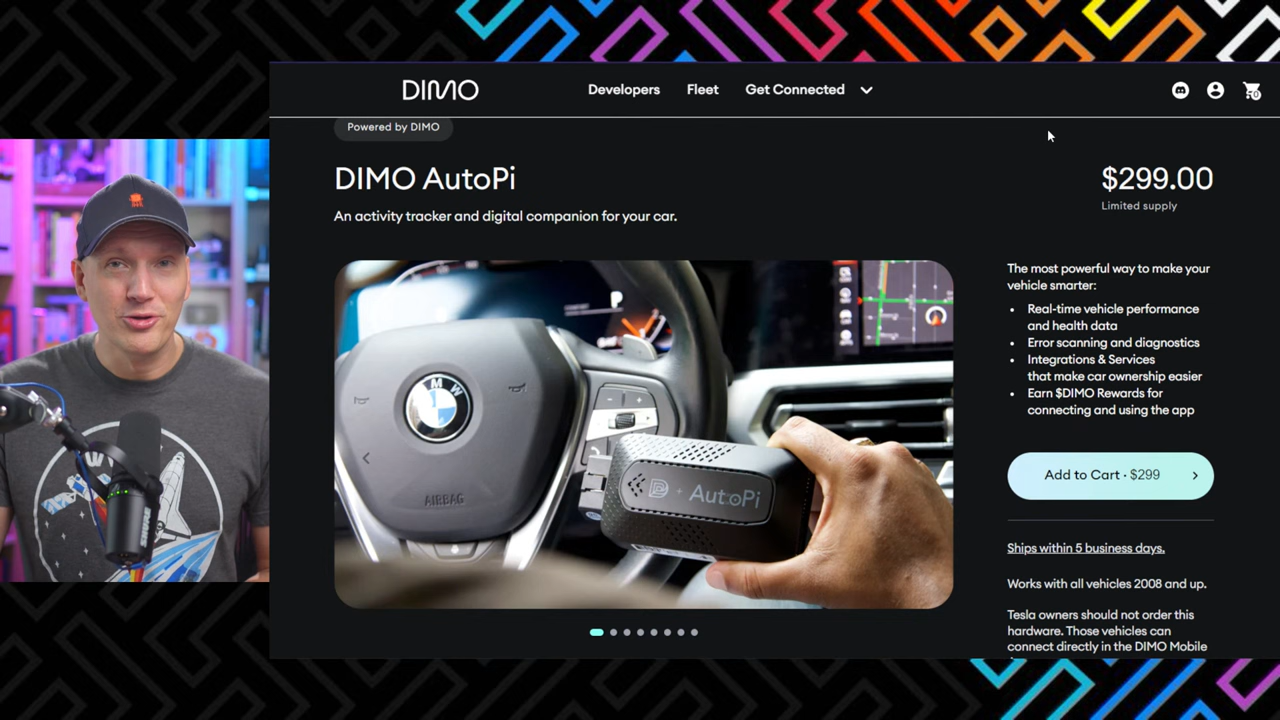 DIMO
Developers
Fleet
Get Connected
0
Powered by DIMO
DIMO AutoPi
$299.00
An activity tracker and digital companion for your car.
Limited supply
The most powerful way to make your
vehicle smarter:
• Real-time vehicle performance
and health data
• Error scanning and diagnostics
• Integrations & Services
that make car ownership easier
• Earn $DIMO Rewards for
connecting and using the app
P
BMW
AIRBAG
+ AutoPi
SHURE
Add to Cart · $299
Ships within 5 business days.
Works with all vehicles 2008 and up.
Tesla owners should not order this
hardware. Those vehicles can
connect directly in the DIMO Mobile